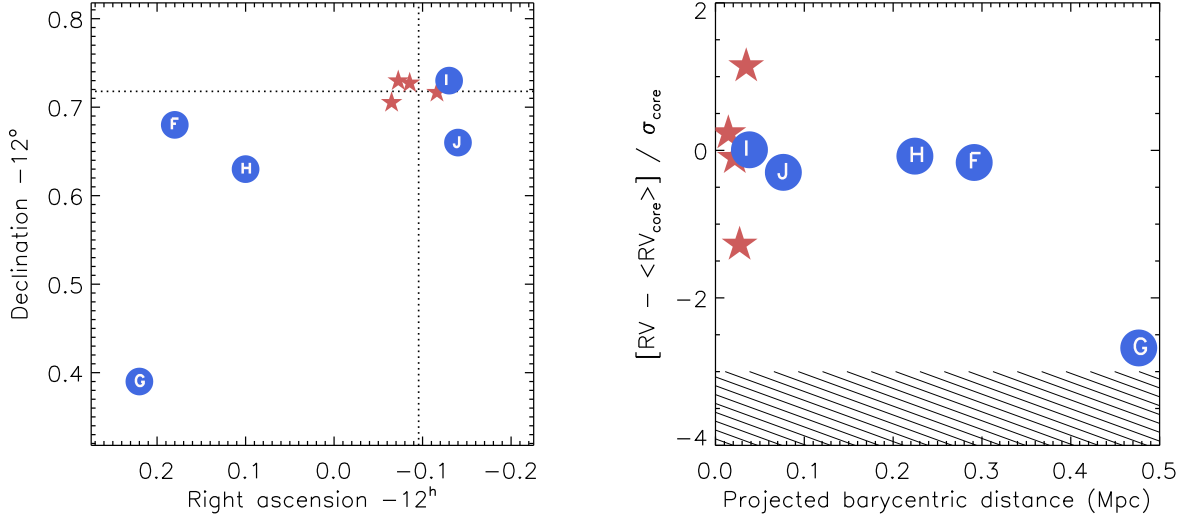 0.8
0.7
0.6
0.5
0.4
Declination −12°
F
H
G
I
J
0.2 0.1 0.0 −0.1 −0.2
Right ascension −12ʰ
2
0
−2
−4
[RV − <RVcore>] / σcore
I
J
H
F
G
0.0 0.1 0.2 0.3 0.4 0.5
Projected barycentric distance (Mpc)